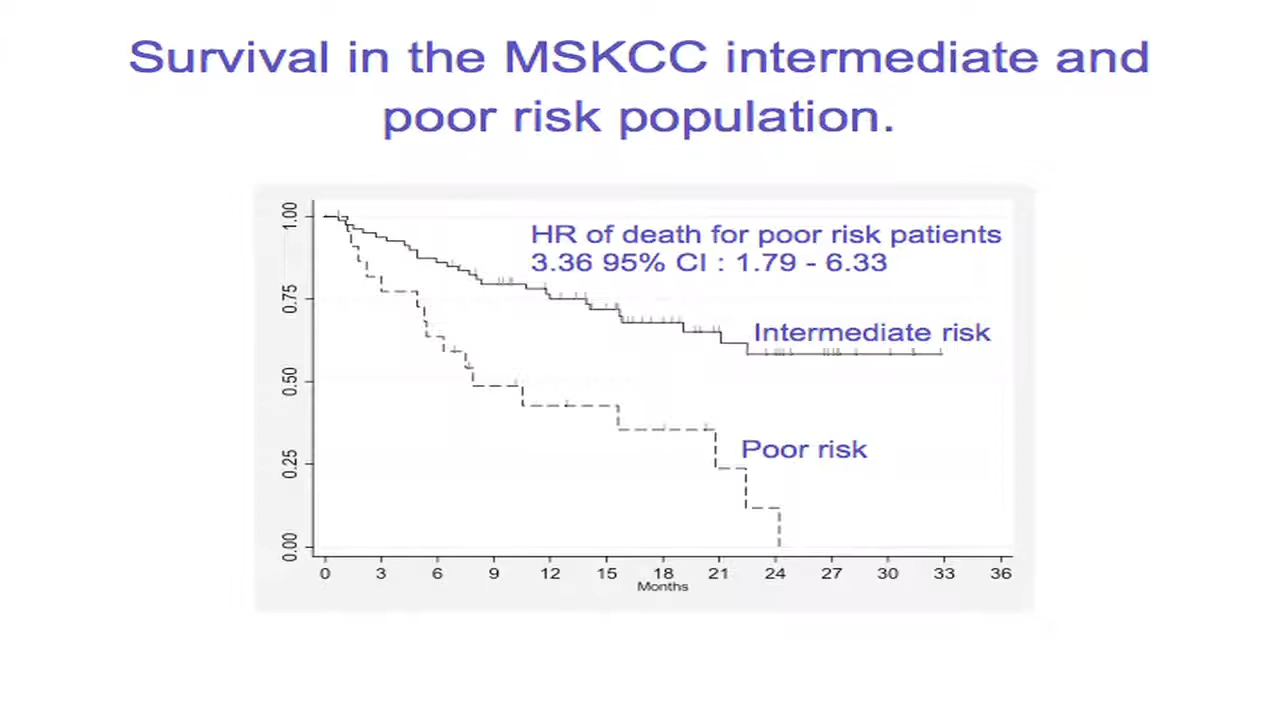 Survival in the MSKCC intermediate and
poor risk population.
1.00
HR of death for poor risk patients
3.36 95% CI : 1.79 - 6.33
0.75
Intermediate risk
0.50
Poor risk
0.25
0.00
0 3 6 9 12 15 18 21 24 27 30 33 36
Months